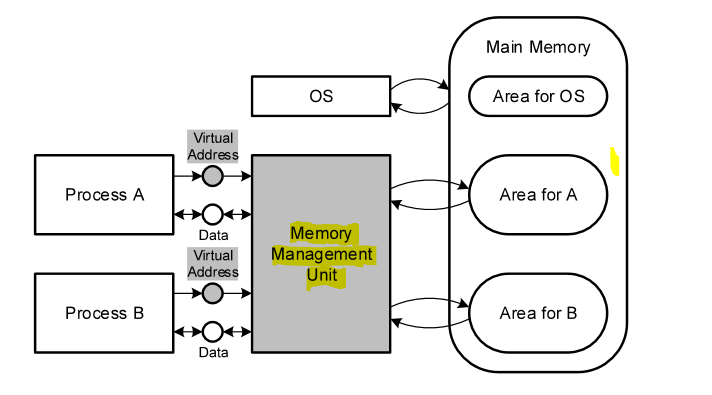 Main Memory
OS
Area for OS
Virtual
Address
Process A
Area for A
Data
Memory
Management
Unit
Virtual
Address
Process B
Area for B
Data